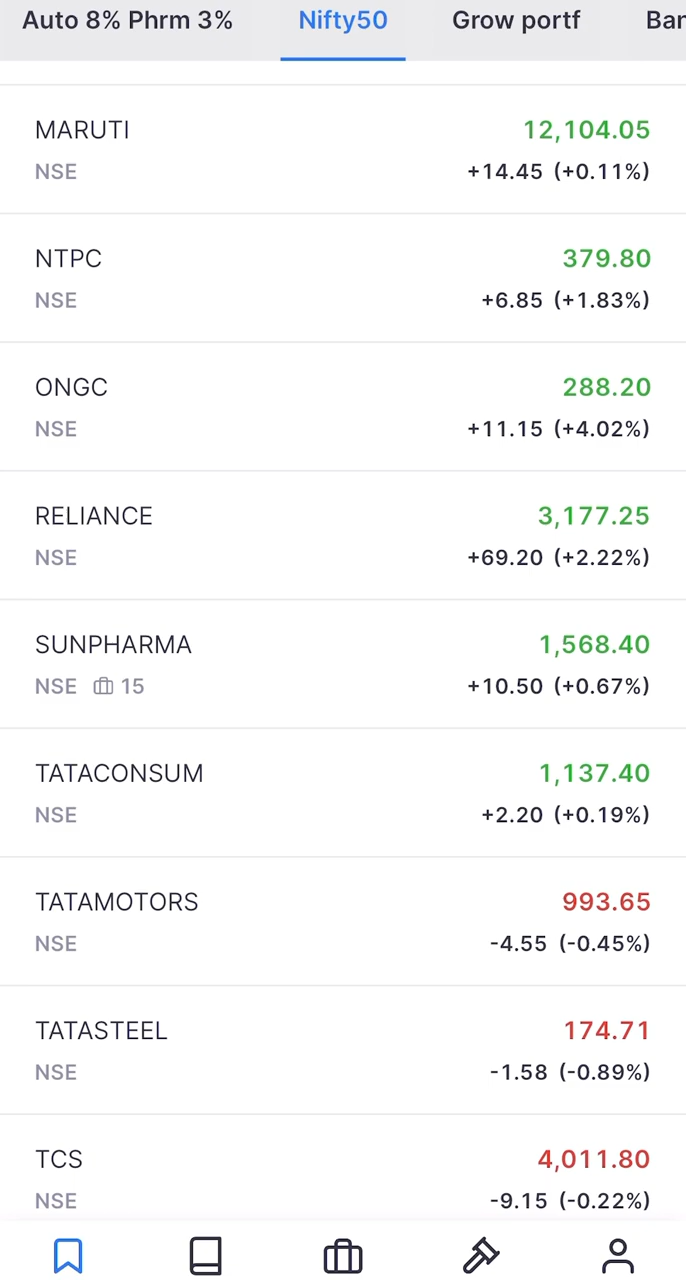 Auto 8% Phrm 3% Nifty50 Grow portf Ban
MARUTI 12,104.05
NSE +14.45 (+0.11%)
NTPC 379.80
NSE +6.85 (+1.83%)
ONGC 288.20
NSE +11.15 (+4.02%)
RELIANCE 3,177.25
NSE +69.20 (+2.22%)
SUNPHARMA 1,568.40
NSE 15 +10.50 (+0.67%)
TATACONSUM 1,137.40
NSE +2.20 (+0.19%)
TATAMOTORS 993.65
NSE -4.55 (-0.45%)
TATASTEEL 174.71
NSE -1.58 (-0.89%)
TCS 4,011.80
NSE -9.15 (-0.22%)